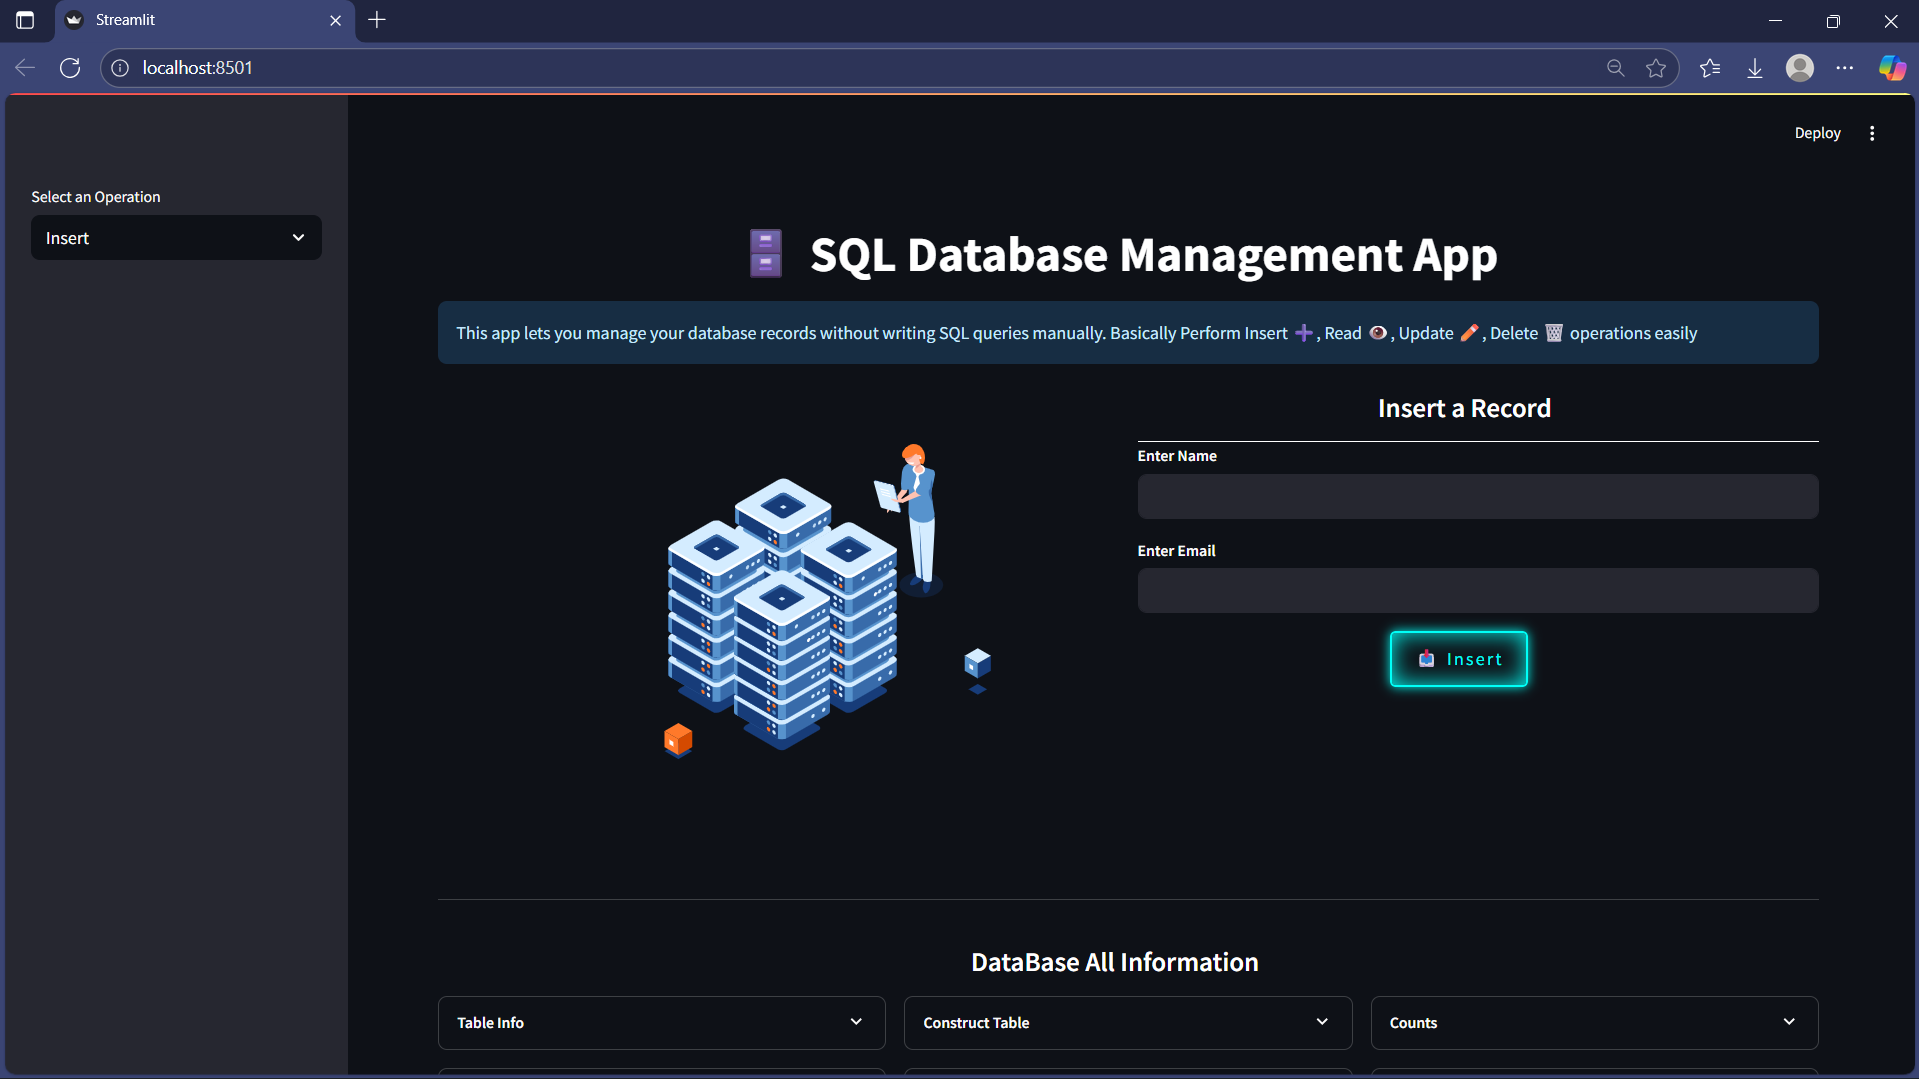 Streamlit
localhost:8501
Deploy
Select an Operation
Insert
SQL Database Management App
This app lets you manage your database records without writing SQL queries manually. Basically Perform Insert ➕, Read 👁️, Update ✏️, Delete 🗑️ operations easily
Insert a Record
Enter Name
Enter Email
Insert
DataBase All Information
Table Info
Construct Table
Counts